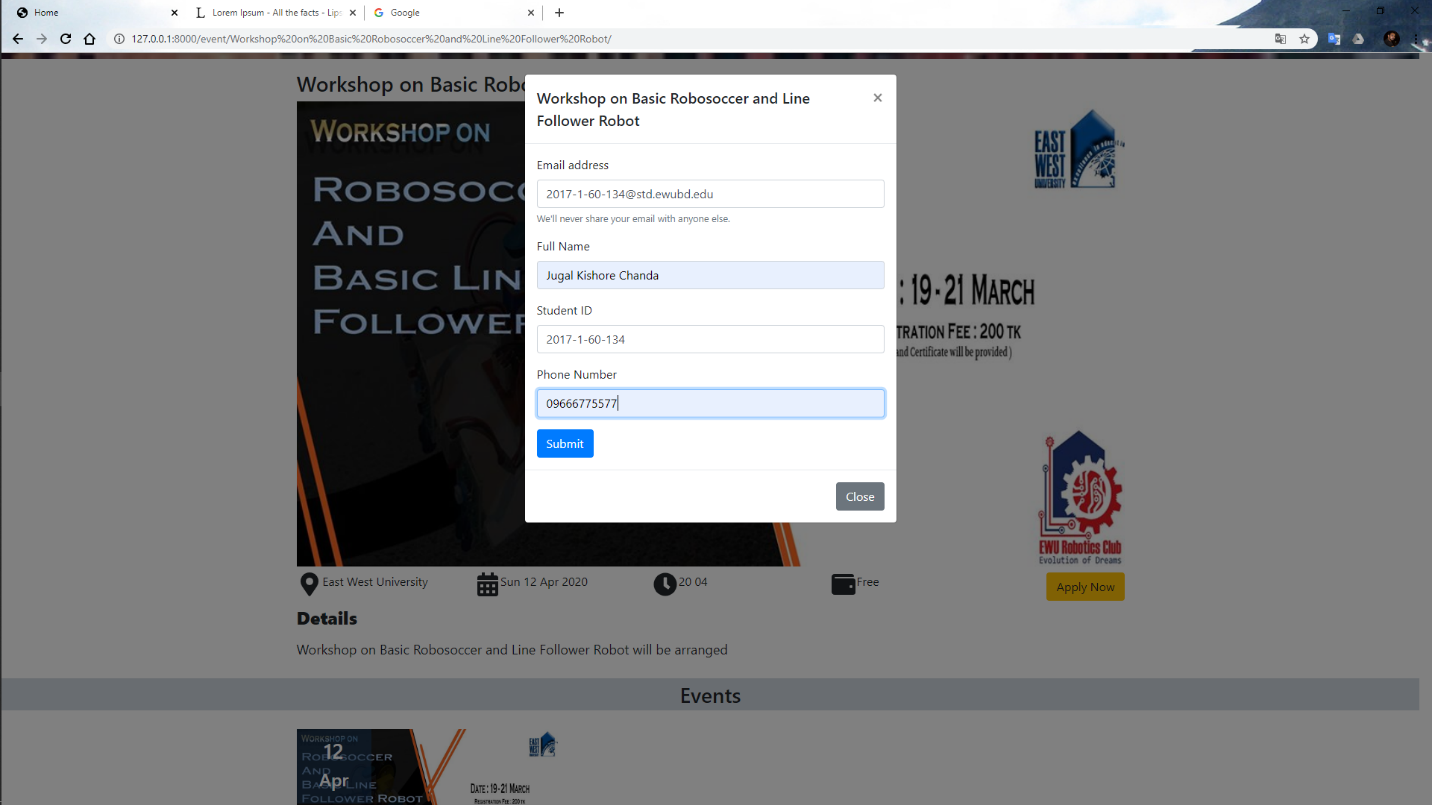 Home
Lorem Ipsum - All the facts - Lips
Google
127.0.0.1:8000/event/Workshop%20on%20Basic%20Robosoccer%20and%20Line%20Follower%20Robot/
Workshop on Basic Rob
Workshop on Basic Robosoccer and Line
Follower Robot
×
Email address
2017-1-60-134@std.ewubd.edu
We'll never share your email with anyone else.
Full Name
Jugal Kishore Chanda
Student ID
2017-1-60-134
Phone Number
09666775577
Submit
Close
WORKSHOP ON
ROBOSOCC
AND
BASIC LIN
FOLLOWER
EAST
WEST
UNIVERSITY
: 19 - 21 MARCH
TRATION FEE : 200 TK
and Certificate will be provided )
EWU Robotics Club
Evolution of Dreams
East West University
Sun 12 Apr 2020
20 04
Free
Apply Now
Details
Workshop on Basic Robosoccer and Line Follower Robot will be arranged
Events
WORKSHOP ON
12
ROBOSOCCER
AND
Apr
BASIC LINE
FOLLOWER ROBOT
EAST
WEST
DATE : 19-21 MARCH
REGISTRATION FEE : 200 TK